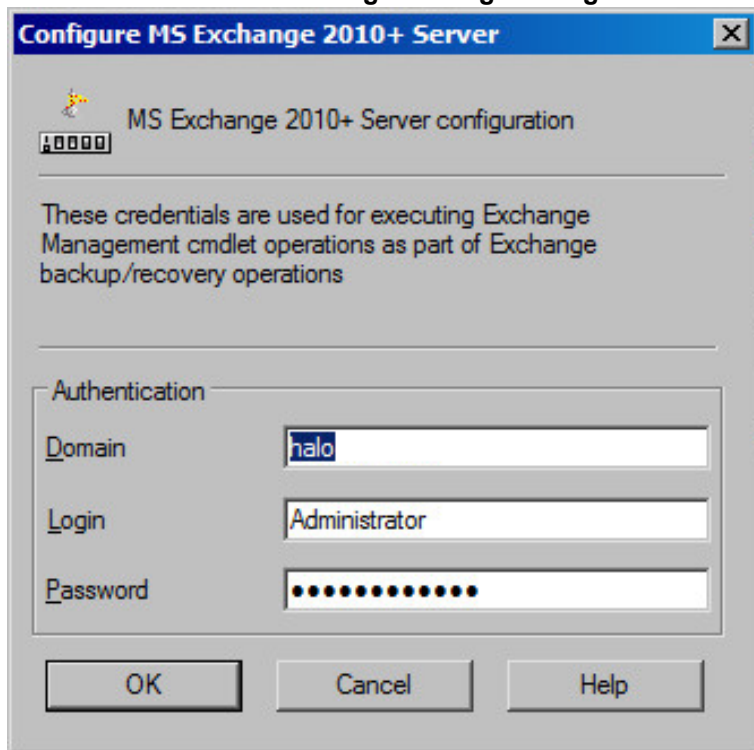 Configure MS Exchange 2010+ Server
MS Exchange 2010+ Server configuration
These credentials are used for executing Exchange
Management cmdlet operations as part of Exchange
backup/recovery operations
Authentication
Domain halo
Login Administrator
Password ●●●●●●●●●●●●
OK Cancel Help